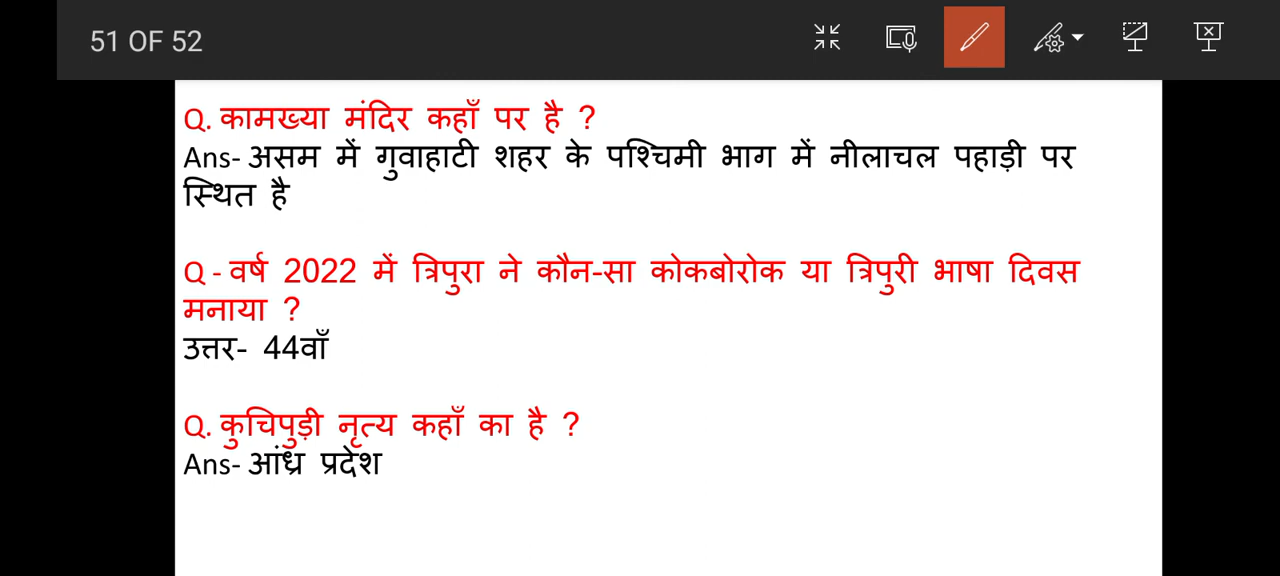 51 OF 52
Q. कामख्या मंदिर कहाँ पर है ?
Ans- असम में गुवाहाटी शहर के पश्चिमी भाग में नीलाचल पहाड़ी पर
स्थित है
Q - वर्ष 2022 में त्रिपुरा ने कौन-सा कोकबोरोक या त्रिपुरी भाषा दिवस
मनाया ?
उत्तर- 44वाँ
Q. कुचिपुड़ी नृत्य कहाँ का है ?
Ans- आंध्र प्रदेश